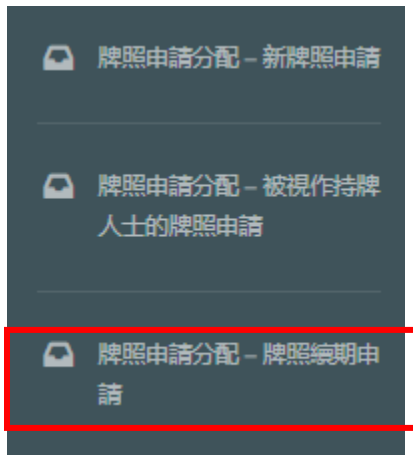 牌照申請分配 – 新牌照申請
牌照申請分配 – 被視作持牌
人士的牌照申請
牌照申請分配 – 牌照續期申
請